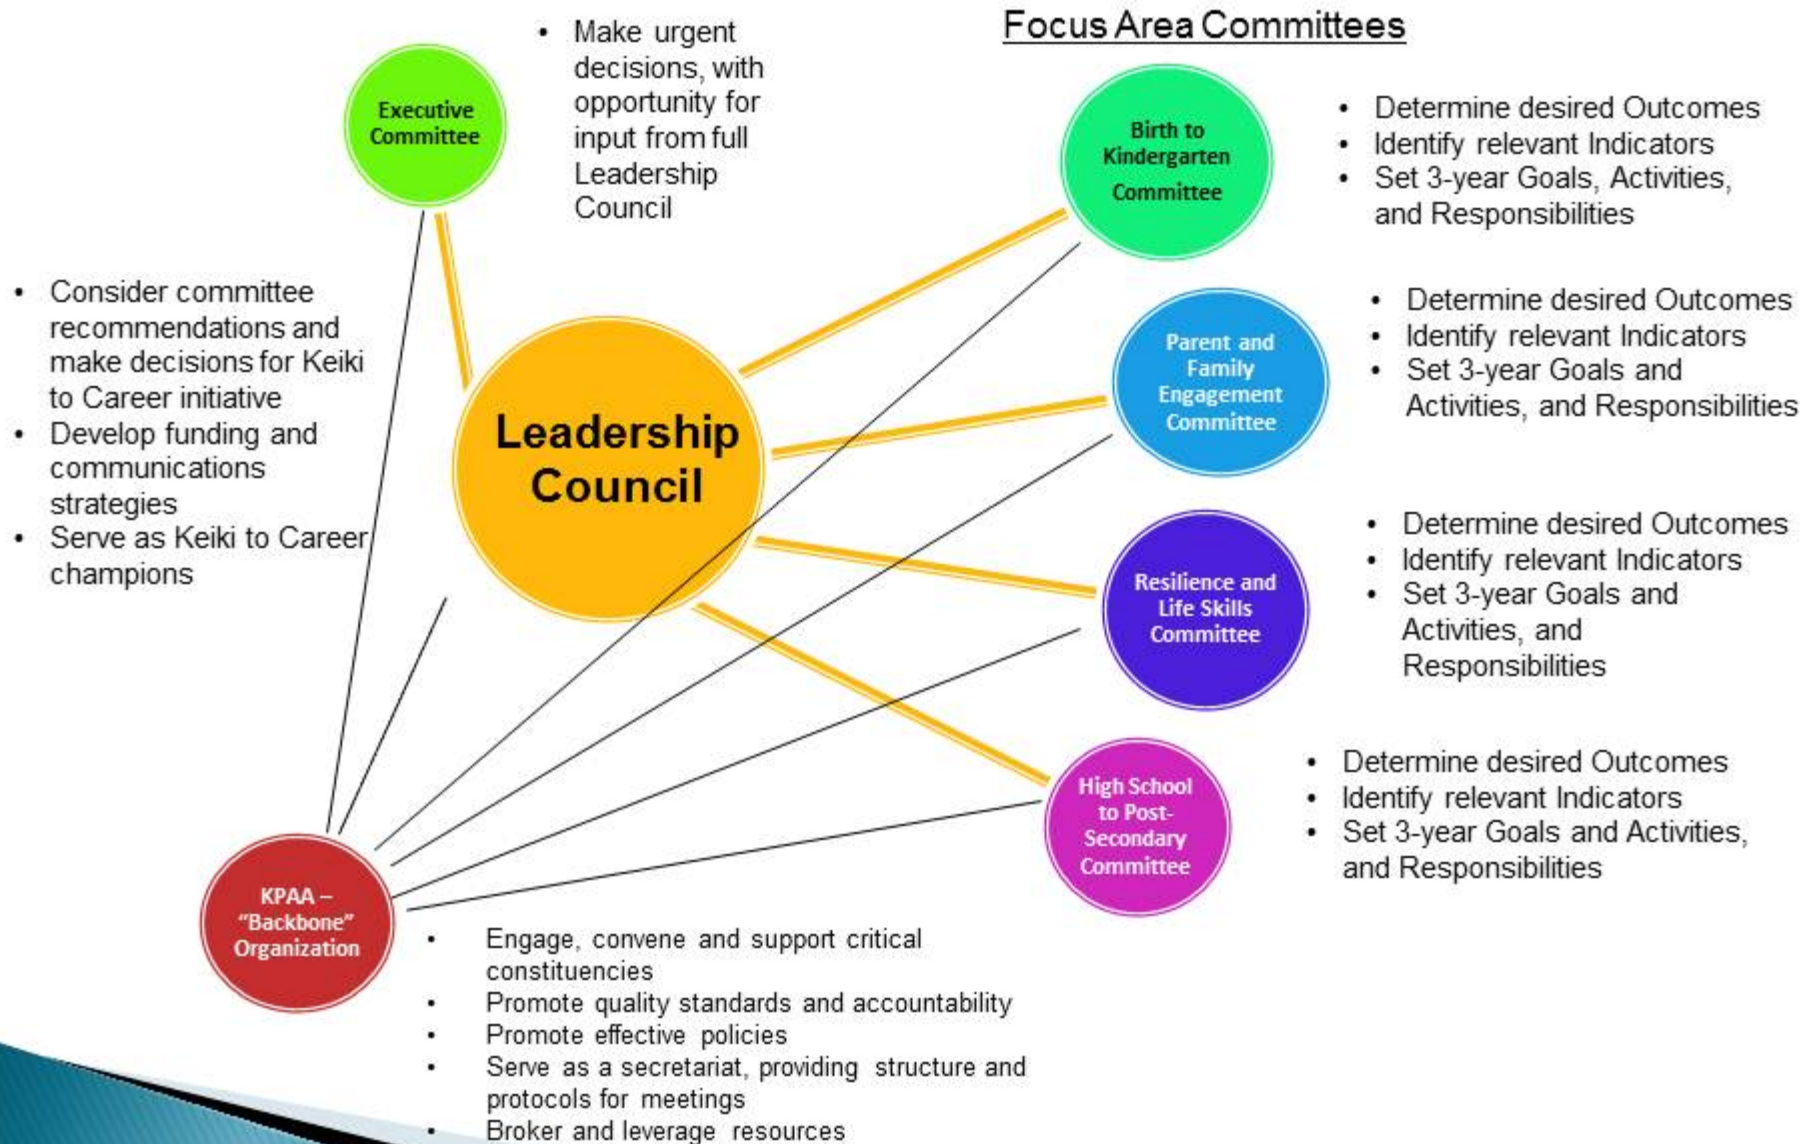 Focus Area Committees
Executive
Committee
• Make urgent
decisions, with
opportunity for
input from full
Leadership
Council
• Consider committee
recommendations and
make decisions for Keiki
to Career initiative
• Develop funding and
communications
strategies
• Serve as Keiki to Career
champions
Leadership
Council
Birth to
Kindergarten
Committee
• Determine desired Outcomes
• Identify relevant Indicators
• Set 3-year Goals, Activities,
and Responsibilities
Parent and
Family
Engagement
Committee
• Determine desired Outcomes
• Identify relevant Indicators
• Set 3-year Goals and
Activities, and Responsibilities
Resilience and
Life Skills
Committee
• Determine desired Outcomes
• Identify relevant Indicators
• Set 3-year Goals and
Activities, and
Responsibilities
High School
to Post-
Secondary
Committee
• Determine desired Outcomes
• Identify relevant Indicators
• Set 3-year Goals and Activities,
and Responsibilities
KPAA –
“Backbone”
Organization
• Engage, convene and support critical
constituencies
• Promote quality standards and accountability
• Promote effective policies
• Serve as a secretariat, providing structure and
protocols for meetings
• Broker and leverage resources